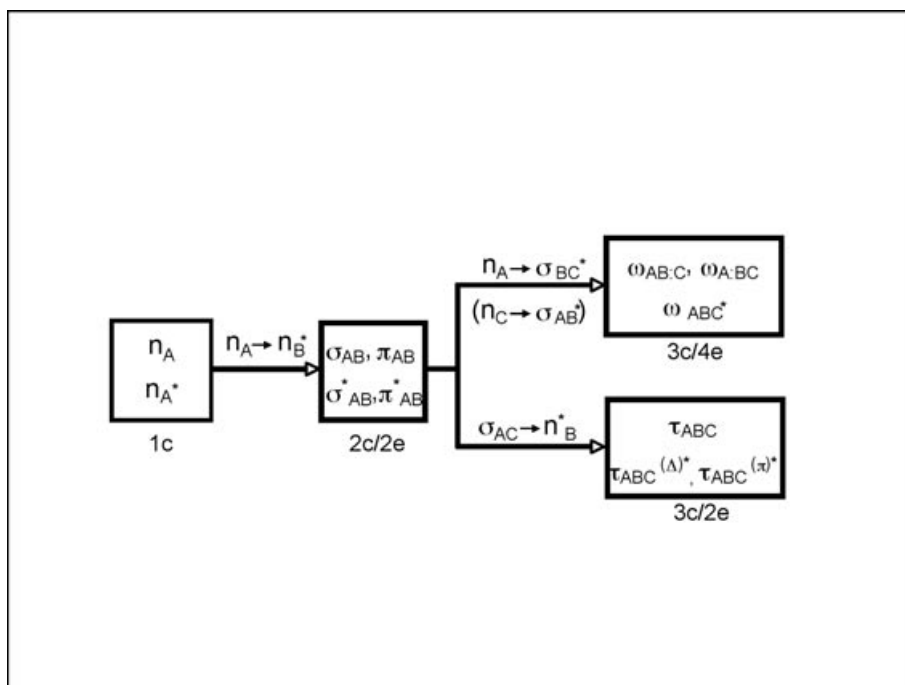 n_A
n_A*
1c
n_A→ n_B*
σ_AB, π_AB
σ*_AB, π*_AB
2c/2e
n_A→ σ_BC*
(n_C→ σ_AB*)
ω_AB:C, ω_A:BC
ω_ABC*
3c/4e
σ_AC→ n*_B
τ_ABC
τ_ABC^(Δ)*, τ_ABC^(π)*
3c/2e